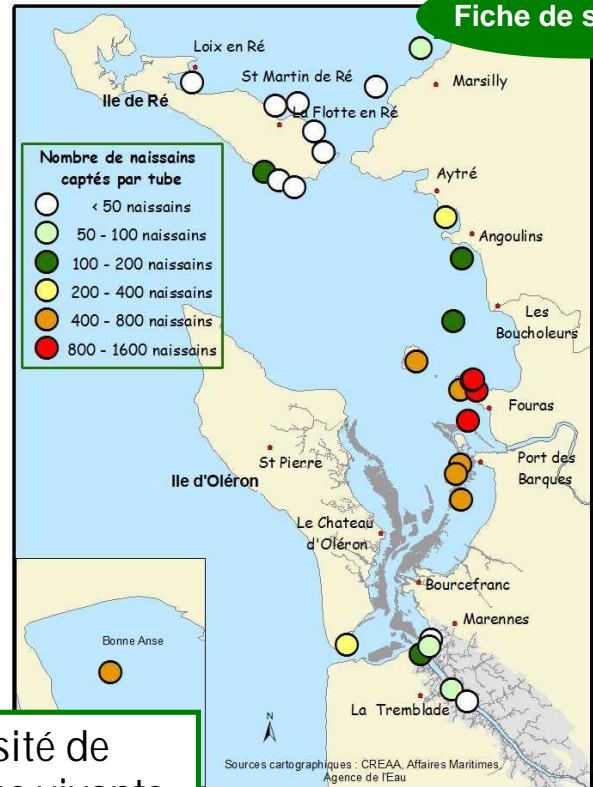 Fiche de s
Loix en Ré
St Martin de Ré
Marsilly
Ile de Ré
La Flotte en Ré
Nombre de naissains
captés par tube
< 50 naissains
50 - 100 naissains
100 - 200 naissains
200 - 400 naissains
400 - 800 naissains
800 - 1600 naissains
Aytré
Angoulins
Les
Boucholeurs
Fouras
St Pierre
Port des
Barques
Ile d'Oléron
Le Chateau
d'Oléron
Bourcefranc
Marennes
Bonne Anse
La Tremblade
N
sité de
Sources cartographiques : CREAA, Affaires Maritimes,
Agence de l'Eau